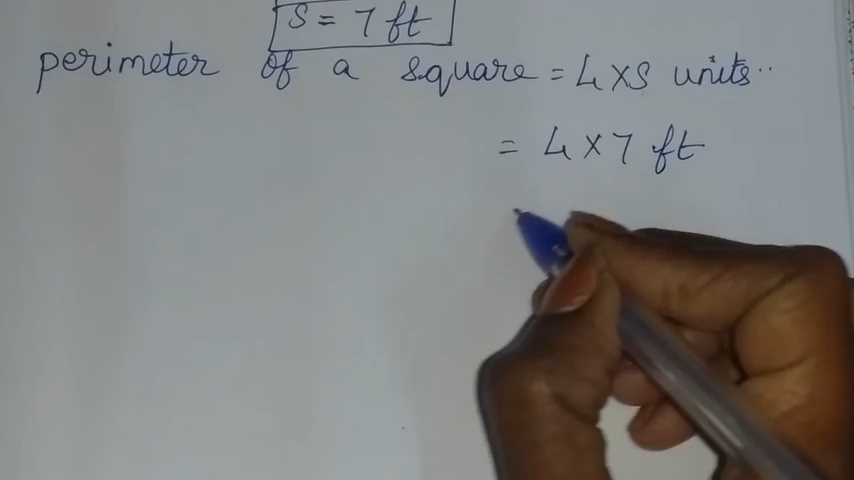 S = 7 ft
perimeter of a square = 4 × S units..
= 4 × 7 ft